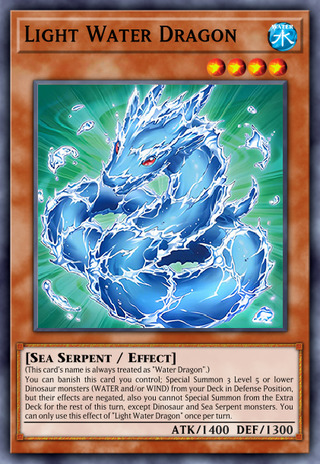 LIGHT WATER DRAGON
WATER
水
[SEA SERPENT / EFFECT]
(This card's name is always treated as "Water Dragon".)
You can banish this card you control; Special Summon 3 Level 5 or lower
Dinosaur monsters (WATER and/or WIND) from your Deck in Defense Position,
but their effects are negated, also you cannot Special Summon from the Extra
Deck for the rest of this turn, except Dinosaur and Sea Serpent monsters. You
can only use this effect of "Light Water Dragon" once per turn.
ATK/1400 DEF/1300